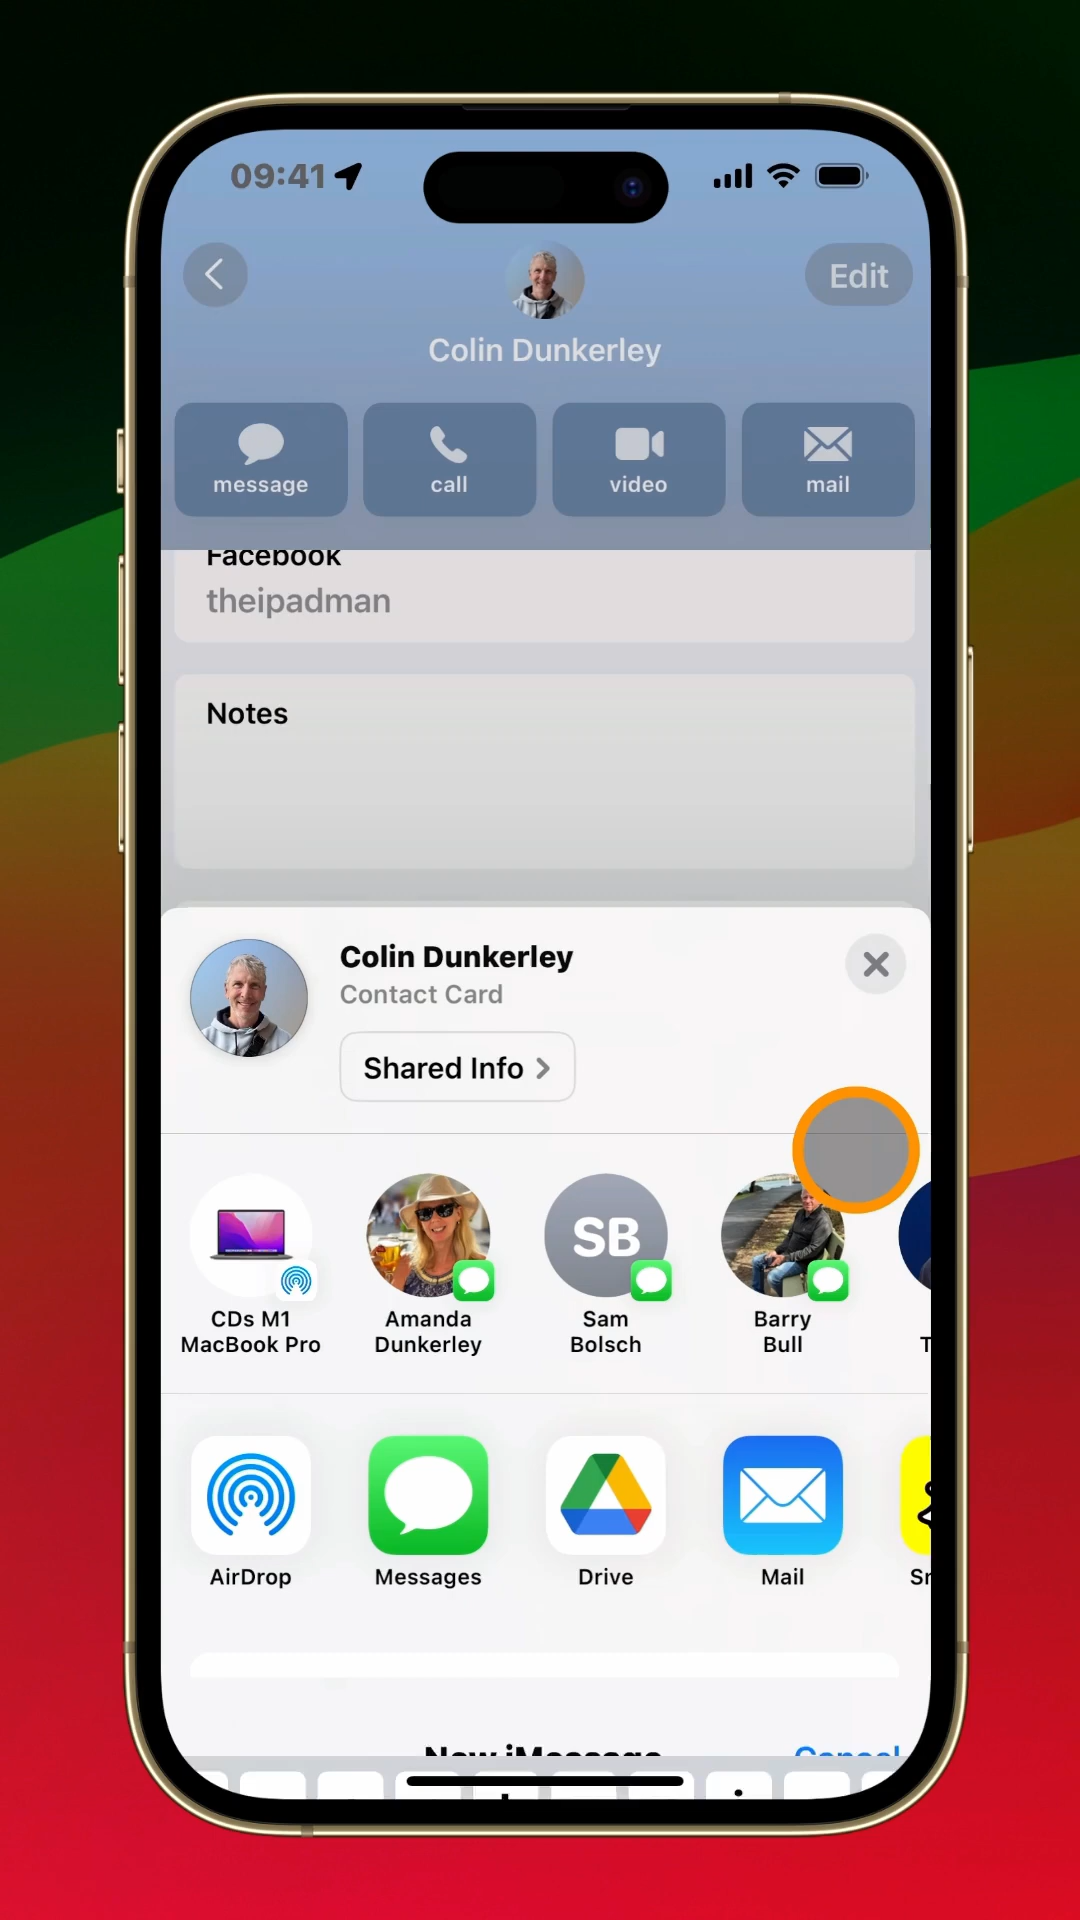 09:41
Edit
Colin Dunkerley
message
call
video
mail
Facebook
theipadman
Notes
Colin Dunkerley
Contact Card
Shared Info
SB
CDs M1
MacBook Pro
Amanda
Dunkerley
Sam
Bolsch
Barry
Bull
T
AirDrop
Messages
Drive
Mail
Sn
New iMessage
Cancel